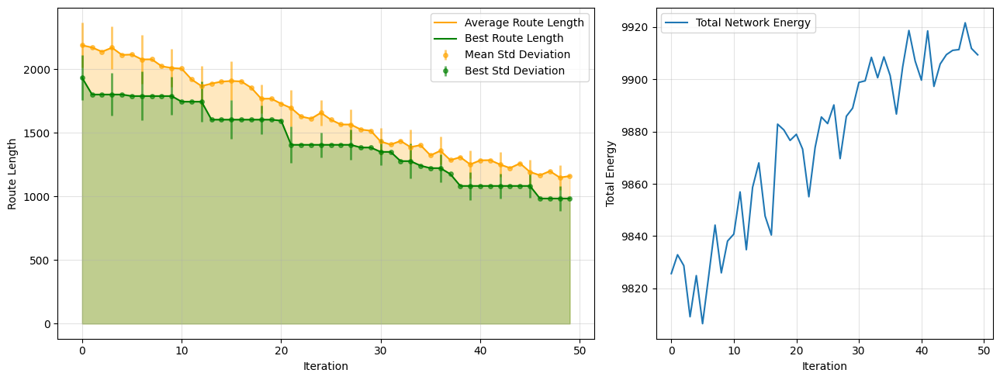 Average Route Length
Best Route Length
Mean Std Deviation
Best Std Deviation
2000
1500
1000
500
0
Route Length
0
10
20
30
40
50
Iteration
Total Network Energy
9920
9900
9880
9860
9840
9820
Total Energy
0
10
20
30
40
50
Iteration